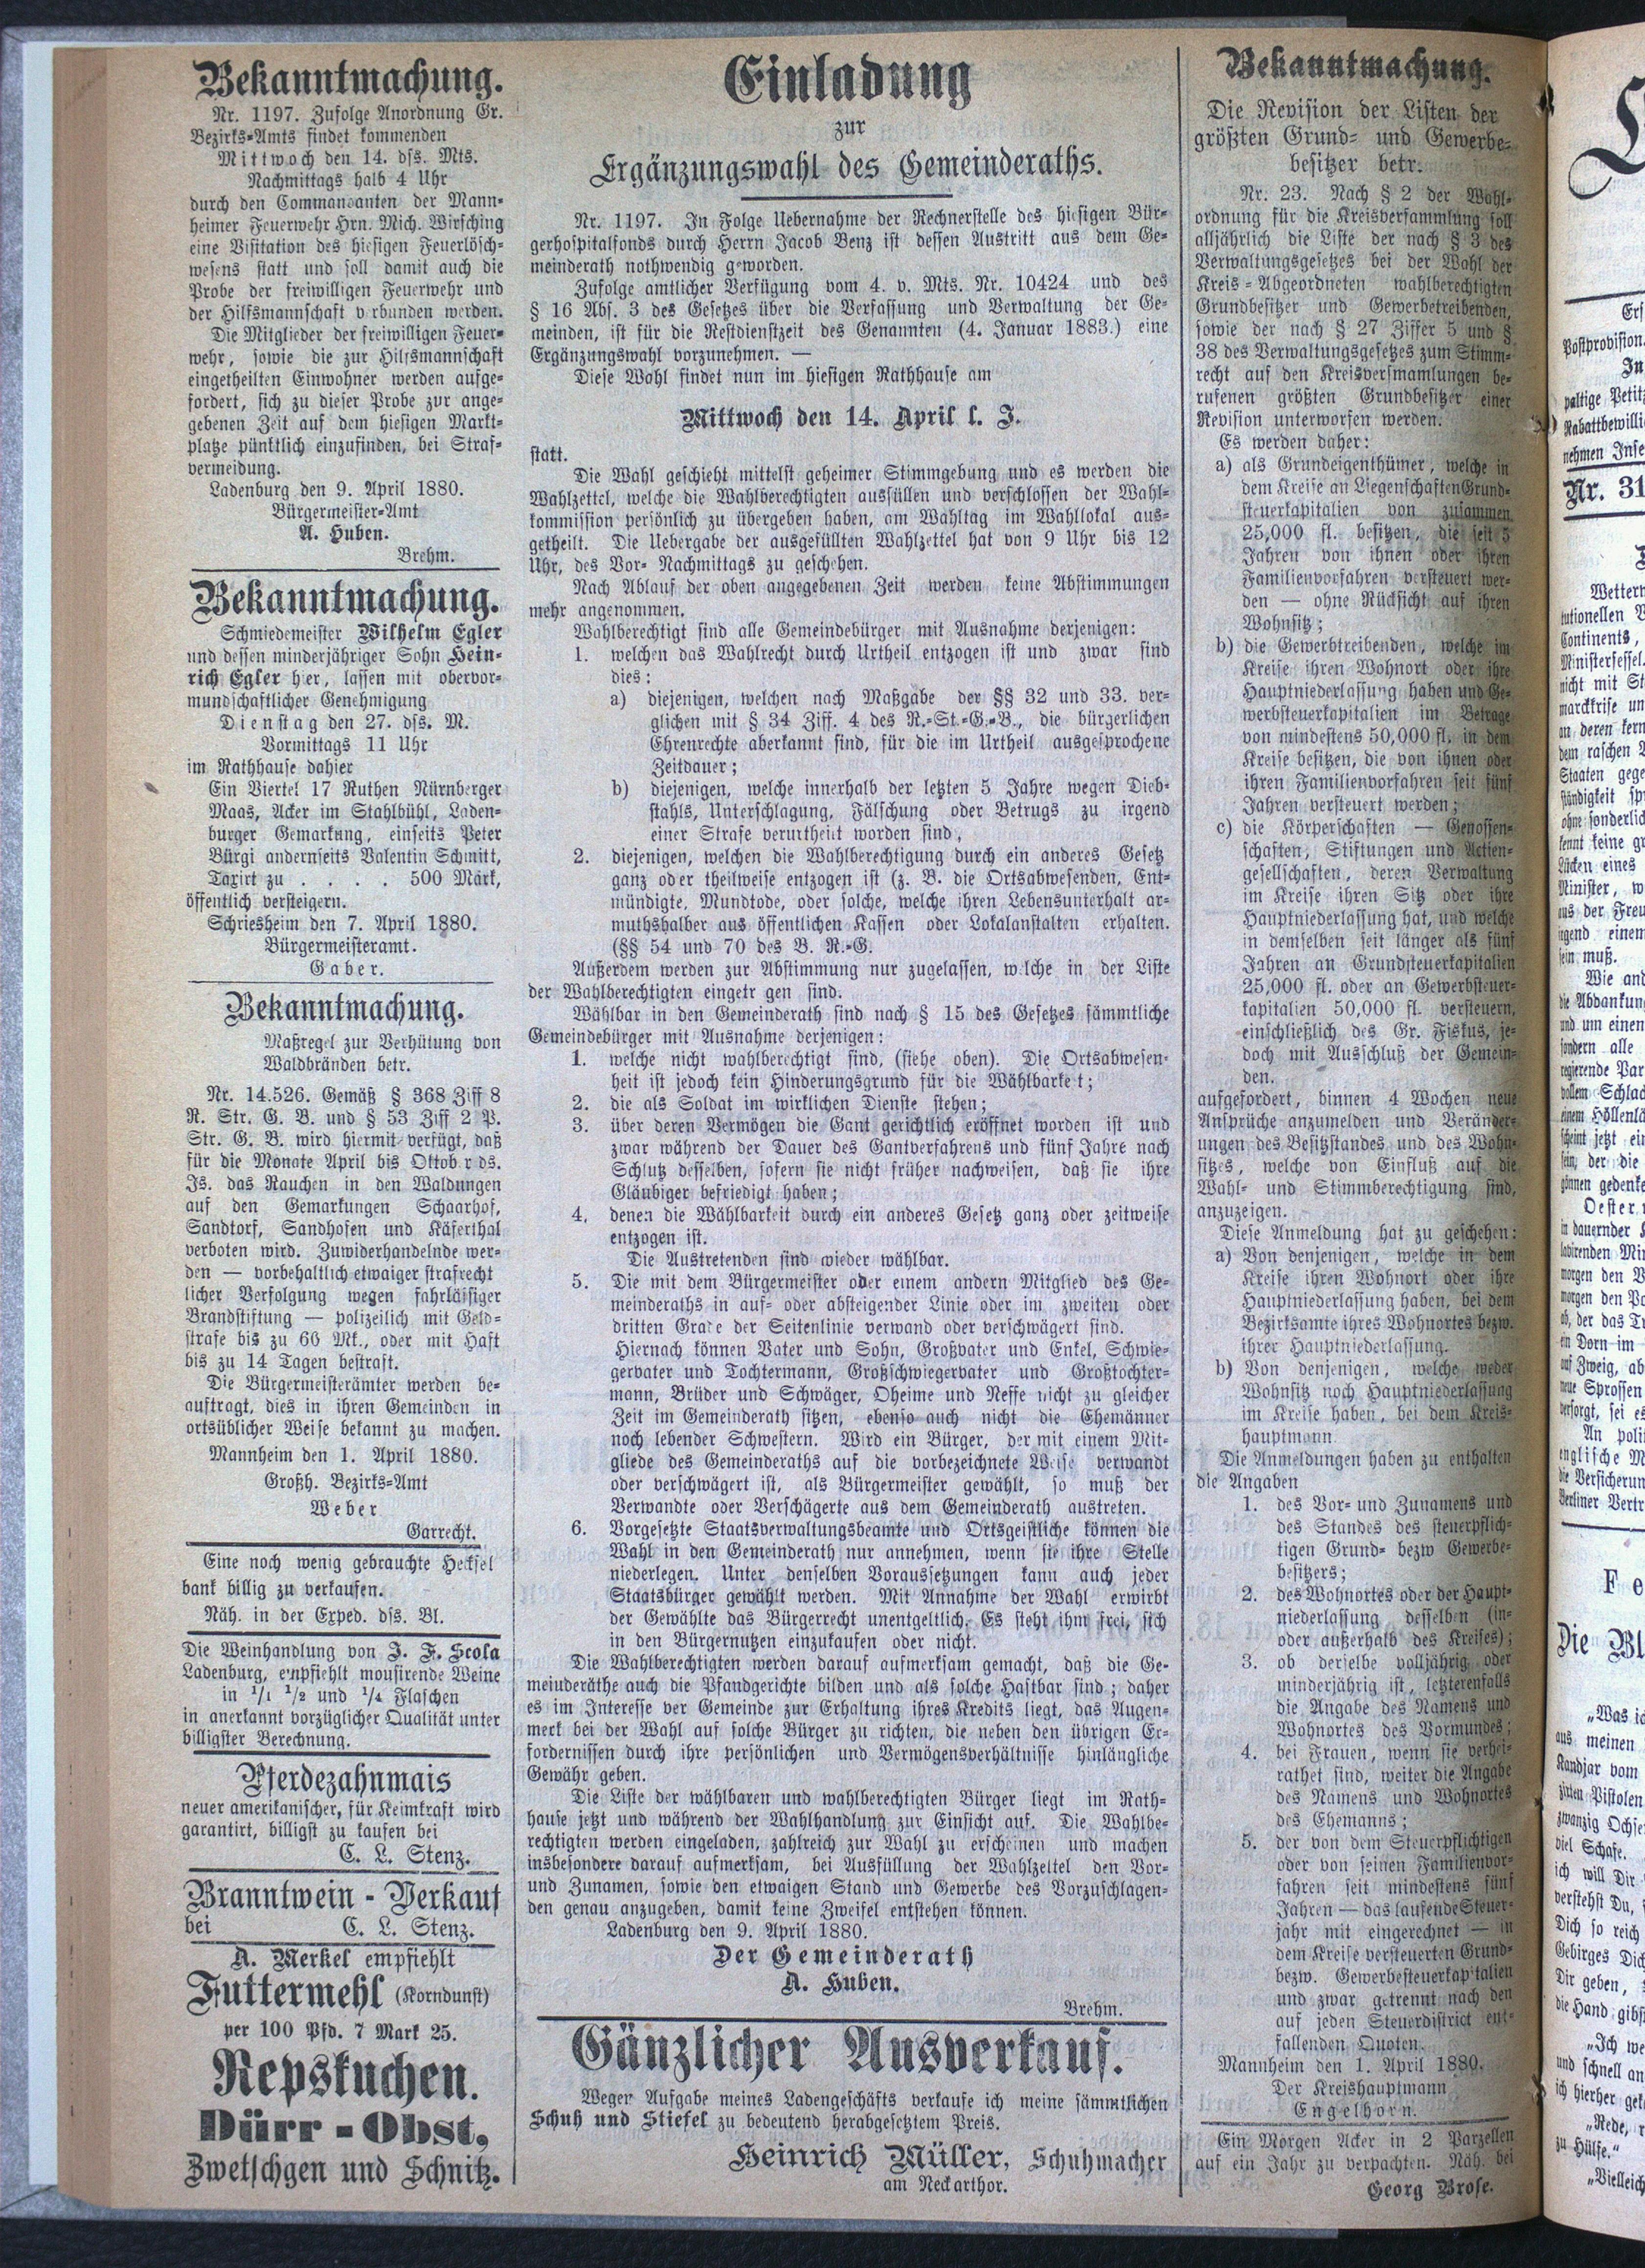 Bekanntmachung.
Nr. 1197. Zufolge Anordnung Gr.
Bezirks-Amts findet kommenden
Mittwoch den 14. dss. Mts.
Nachmittags halb 4 Uhr
durch den Commandanten der Mann-
heimer Feuerwehr Hrn. Mich. Wirsching
eine Visitation des hiesigen Feuerlösch-
wesens statt und soll damit auch die
Probe der freiwilligen Feuerwehr und
der Hilfsmannschaft v rbunden werden.
Die Mitglieder der freiwilligen Feuer-
wehr, sowie die zur Hilfsmannschaft
eingetheilten Einwohner werden aufge-
fordert, sich zu dieser Probe zur ange-
gebenen Zeit auf dem hiesigen Markt-
platze pünktlich einzufinden, bei Straf-
vermeidung.
Ladenburg den 9. April 1880.
Bürgermeister-Amt
A. Huben.
Brehm.
Bekanntmachung.
Schmiedemeister Wilhelm Egler
und dessen minderjähriger Sohn Hein-
rich Egler hier, lassen mit obervor-
mundschaftlicher Genehmigung
Dienstag den 27. dss. M.
Vormittags 11 Uhr
im Rathhause dahier
Ein Viertel 17 Ruthen Nürnberger
Maas, Acker im Stahlbühl, Laden-
burger Gemarkung, einseits Peter
Bürgi andernseits Valentin Schmitt,
Taxirt zu . . . . 500 Mark,
öffentlich versteigern.
Schriesheim den 7. April 1880.
Bürgermeisteramt.
Gaber.
Bekanntmachung.
Maßregel zur Verhütung von
Waldbränden betr.
Nr. 14.526. Gemäß § 368 Ziff 8
R. Str. G. B. und § 53 Ziff 2 P.
Str. G. B. wird hiermit verfügt, daß
für die Monate April bis Oktob r ds.
Js. das Rauchen in den Waldungen
auf den Gemarkungen Schaarhof,
Sandtorf, Sandhofen und Käferthal
verboten wird. Zuwiderhandelnde wer-
den — vorbehaltlich etwaiger strafrecht
licher Verfolgung wegen fahrlässiger
Brandstiftung — polizeilich mit Geld-
strafe bis zu 60 Mk., oder mit Haft
bis zu 14 Tagen bestraft.
Die Bürgermeisterämter werden be-
auftragt, dies in ihren Gemeinden in
ortsüblicher Weise bekannt zu machen.
Mannheim den 1. April 1880.
Großh. Bezirks-Amt
Weber
Garrecht.
Eine noch wenig gebrauchte Hecksel
bank billig zu verkaufen.
Näh. in der Exped. dss. Bl.
Die Weinhandlung von J. F. Scola
Ladenburg, empfiehlt mousirende Weine
in 1/1 1/2 und 1/4 Flaschen
in anerkannt vorzüglicher Qualität unter
billigster Berechnung.
Pferdezahnmais
neuer amerikanischer, für Keimkraft wird
garantirt, billigst zu kaufen bei
C. L. Stenz.
Branntwein - Verkauf
bei C. L. Stenz.
A. Merkel empfiehlt
Futtermehl (Korndunst)
per 100 Pfd. 7 Mark 25.
Repskuchen.
Dürr-Obst,
Zwetschgen und Schnitz.
Einladung
zur
Ergänzungswahl des Gemeinderaths.
Nr. 1197. In Folge Uebernahme der Rechnerstelle des hiesigen Bür-
gerhospitalfonds durch Herrn Jacob Benz ist dessen Austritt aus dem Ge-
meinderath nothwendig geworden.
Zufolge amtlicher Verfügung vom 4. v. Mts. Nr. 10424 und des
§ 16 Abs. 3 des Gesetzes über die Verfassung und Verwaltung der Ge-
meinden, ist für die Restdienstzeit des Genannten (4. Januar 1883.) eine
Ergänzungswahl vorzunehmen. —
Diese Wahl findet nun im hiesigen Rathhause am
Mittwoch den 14. April l. J.
statt.
Die Wahl geschieht mittelst geheimer Stimmgebung und es werden die
Wahlzettel, welche die Wahlberechtigten ausfüllen und verschlossen der Wahl-
kommission persönlich zu übergeben haben, am Wahltag im Wahllokal aus-
getheilt. Die Uebergabe der ausgefüllten Wahlzettel hat von 9 Uhr bis 12
Uhr, des Vor- Nachmittags zu geschehen.
Nach Ablauf der oben angegebenen Zeit werden keine Abstimmungen
mehr angenommen.
Wahlberechtigt sind alle Gemeindebürger mit Ausnahme derjenigen:
1. welchen das Wahlrecht durch Urtheil entzogen ist und zwar sind
dies:
a) diejenigen, welchen nach Maßgabe der §§ 32 und 33. ver-
glichen mit § 34 Ziff. 4 des R.-St.-G.-B., die bürgerlichen
Ehrenrechte aberkannt sind, für die im Urtheil ausgesprochene
Zeitdauer;
b) diejenigen, welche innerhalb der letzten 5 Jahre wegen Dieb-
stahls, Unterschlagung, Fälschung oder Betrugs zu irgend
einer Strafe verurtheilt worden sind,
2. diejenigen, welchen die Wahlberechtigung durch ein anderes Gesetz
ganz oder theilweise entzogen ist (z. B. die Ortsabwesenden, Ent-
mündigte, Mundtode, oder solche, welche ihren Lebensunterhalt ar-
muthshalber aus öffentlichen Kassen oder Lokalanstalten erhalten.
(§§ 54 und 70 des B. R.-G.
Außerdem werden zur Abstimmung nur zugelassen, welche in der Liste
der Wahlberechtigten eingetr gen sind.
Wählbar in den Gemeinderath sind nach § 15 des Gesetzes sämmtliche
Gemeindebürger mit Ausnahme derjenigen:
1. welche nicht wahlberechtigt sind, (siehe oben). Die Ortsabwesen-
heit ist jedoch kein Hinderungsgrund für die Wählbarke t;
2. die als Soldat im wirklichen Dienste stehen;
3. über deren Vermögen die Gant gerichtlich eröffnet worden ist und
zwar während der Dauer des Gantverfahrens und fünf Jahre nach
Schluß desselben, sofern sie nicht früher nachweisen, daß sie ihre
Gläubiger befriedigt haben;
4. denen die Wählbarkeit durch ein anderes Gesetz ganz oder zeitweise
entzogen ist.
Die Austretenden sind wieder wählbar.
5. Die mit dem Bürgermeister oder einem andern Mitglied des Ge-
meinderaths in auf- oder absteigender Linie oder im zweiten oder
dritten Grade der Seitenlinie verwand oder verschwägert sind.
Hiernach können Vater und Sohn, Großvater und Enkel, Schwie-
gervater und Tochtermann, Großschwiegervater und Großtochter-
mann, Brüder und Schwäger, Oheime und Neffe nicht zu gleicher
Zeit im Gemeinderath sitzen, ebenso auch nicht die Ehemänner
noch lebender Schwestern. Wird ein Bürger, der mit einem Mit-
gliede des Gemeinderaths auf die vorbezeichnete Weise verwandt
oder verschwägert ist, als Bürgermeister gewählt, so muß der
Verwandte oder Verschägerte aus dem Gemeinderath austreten.
6. Vorgesetzte Staatsverwaltungsbeamte und Ortsgeistliche können die
Wahl in den Gemeinderath nur annehmen, wenn sie ihre Stelle
niederlegen. Unter denselben Voraussetzungen kann auch jeder
Staatsbürger gewählt werden. Mit Annahme der Wahl erwirbt
der Gewählte das Bürgerrecht unentgeltlich. Es steht ihm frei, sich
in den Bürgernutzen einzukaufen oder nicht.
Die Wahlberechtigten werden darauf aufmerksam gemacht, daß die Ge-
meinderäthe auch die Pfandgerichte bilden und als solche Haftbar sind; daher
es im Interesse der Gemeinde zur Erhaltung ihres Kredits liegt, das Augen-
merk bei der Wahl auf solche Bürger zu richten, die neben den übrigen Er-
fordernissen durch ihre persönlichen und Vermögensverhältnisse hinlängliche
Gewähr geben.
Die Liste der wählbaren und wahlberechtigten Bürger liegt im Rath-
hause jetzt und während der Wahlhandlung zur Einsicht auf. Die Wahlbe-
rechtigten werden eingeladen, zahlreich zur Wahl zu erscheinen und machen
insbesondere darauf aufmerksam, bei Ausfüllung der Wahlzettel den Vor-
und Zunamen, sowie den etwaigen Stand und Gewerbe des Vorzuschlagen-
den genau anzugeben, damit keine Zweifel entstehen können.
Ladenburg den 9. April 1880.
Der Gemeinderath
A. Huben.
Brehm.
Gänzlicher Ausverkauf.
Wegen Aufgabe meines Ladengeschäfts verkaufe ich meine sämmtlichen
Schuh und Stiefel zu bedeutend herabgesetztem Preis.
Heinrich Müller, Schuhmacher
am Neckarthor.
Bekanntmachung.
Die Revision der Listen der
größten Grund- und Gewerbe-
besitzer betr.
Nr. 23. Nach § 2 der Wahl-
ordnung für die Kreisversammlung soll
alljährlich die Liste der nach § 3 des
Verwaltungsgesetzes bei der Wahl der
Kreis-Abgeordneten wahlberechtigten
Grundbesitzer und Gewerbetreibenden,
sowie der nach § 27 Ziffer 5 und §
38 des Verwaltungsgesetzes zum Stimm-
recht auf den Kreisversmamlungen be-
rufenen größten Grundbesitzer einer
Revision unterworfen werden.
Es werden daher:
a) als Grundeigenthümer, welche in
dem Kreise an Liegenschaften Grund-
steuerkapitalien von zusammen
25,000 fl. besitzen, die seit 5
Jahren von ihnen oder ihren
Familienvorfahren versteuert wer-
den — ohne Rücksicht auf ihren
Wohnsitz;
b) die Gewerbtreibenden, welche im
Kreise ihren Wohnort oder ihre
Hauptniederlassung haben und Ge-
werbsteuerkapitalien im Betrage
von mindestens 50,000 fl. in dem
Kreise besitzen, die von ihnen oder
ihren Familienvorfahren seit fünf
Jahren versteuert werden;
c) die Körperschaften — Genossen-
schaften, Stiftungen und Actien-
gesellschaften, deren Verwaltung
im Kreise ihren Sitz oder ihre
Hauptniederlassung hat, und welche
in demselben seit länger als fünf
Jahren an Grundsteuerkapitalien
25,000 fl. oder an Gewerbsteuer-
kapitalien 50,000 fl. versteuern,
einschließlich des Gr. Fiskus, je-
doch mit Ausschluß der Gemein-
den.
aufgefordert, binnen 4 Wochen neue
Ansprüche anzumelden und Veränder-
ungen des Besitzstandes und des Wohn-
sitzes, welche von Einfluß auf die
Wahl- und Stimmberechtigung sind,
anzuzeigen.
Diese Anmeldung hat zu geschehen:
a) Von denjenigen, welche in dem
Kreise ihren Wohnort oder ihre
Hauptniederlassung haben, bei dem
Bezirksamte ihres Wohnortes bezw.
ihrer Hauptniederlassung.
b) Von denjenigen, welche weder
Wohnsitz noch Hauptniederlassung
im Kreise haben, bei dem Kreis-
hauptmann
Die Anmeldungen haben zu enthalten
die Angaben
1. des Vor- und Zunamens und
des Standes des steuerpflich-
tigen Grund- bezw Gewerbe-
besitzers;
2. des Wohnortes oder der Haupt-
niederlassung desselben (in-
oder außerhalb des Kreises);
3. ob derselbe volljährig oder
minderjährig ist, letzterenfalls
die Angabe des Namens und
Wohnortes des Vormundes;
4. bei Frauen, wenn sie verhei-
rathet sind, weiter die Angabe
des Namens und Wohnortes
des Ehemanns;
5. der von dem Steuerpflichtigen
oder von seinen Familienvor-
fahren seit mindestens fünf
Jahren — das laufende Steuer-
jahr mit eingerechnet — in
dem Kreise versteuerten Grund-
bezw. Gewerbesteuerkapitalien
und zwar getrennt nach den
auf jeden Steuerdistrict ent-
fallenden Quoten.
Mannheim den 1. April 1880.
Der Kreishauptmann
Engelhorn.
Ein Morgen Acker in 2 Parzellen
auf ein Jahr zu verpachten. Näh. bei
Georg Brose.
Nr. 31